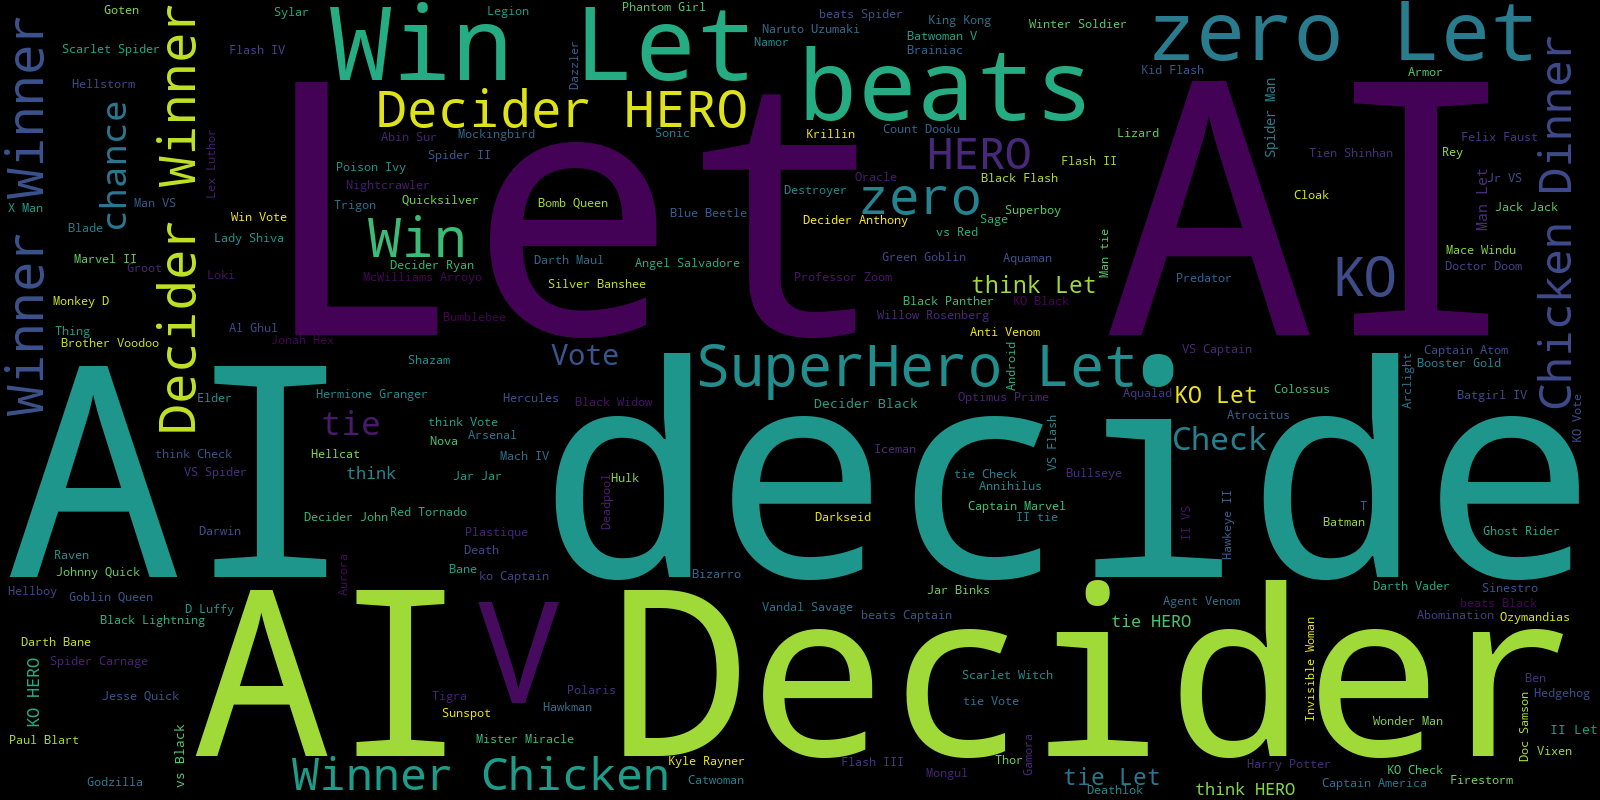 Goten
Sylar
Win Let
Legion
Phantom Girl
beats Spider
King Kong
Winter Soldier
zero Let
Naruto Uzumaki
Batwoman V
Namor
Brainiac
Scarlet Spider
Flash IV
Dazzler
Kid Flash
Armor
Winner Winner
Decider Winner
Hellstorm
chance
Decider HERO
beats
Let
AI
Spider Man
Chicken Dinner
Lex Luthor
Abin Sur
Mockingbird
Sonic
Krillin
Count Dooku
Lizard
Felix Faust
Spider II
HERO
Flash II
Tien Shinhan
Rey
Poison Ivy
Nightcrawler
Oracle
Black Flash
Jr VS
Destroyer
zero
Cloak
Man Let
X Man
Man VS
Trigon
Quicksilver
Bomb Queen
Blue Beetle
Superboy
Jack Jack
Win Vote
Decider Anthony
Sage
Blade
Lady Shiva
Win
vs Red
Man tie
Mace Windu
Marvel II
Groot
Loki
Decider Ryan
Darth Maul
Angel Salvadore
Green Goblin
Aquaman
Doctor Doom
McWilliams Arroyo
Silver Banshee
Professor Zoom
think Let
Predator
KO
Monkey D
Black Panther
KO Black
Thing
Al Ghul
Bumblebee
Willow Rosenberg
Brother Voodoo
Jonah Hex
Anti Venom
Vote
SuperHero Let
Android
VS Captain
Captain Atom
Shazam
Booster Gold
AI decide
Elder
Hermione Granger
Hercules
Black Widow
Decider Black
Optimus Prime
Aqualad
KO Let
Colossus
Arclight
Batgirl IV
tie
think Vote
Atrocitus
KO Vote
Nova
Arsenal
VS Flash
Check
think Check
Hellcat
Mach IV
Iceman
VS Spider
think
Jar Jar
Hulk
tie Check
Bullseye
Annihilus
Deadpool
Captain Marvel
Hawkeye II
T
Decider John
Red Tornado
Darkseid
II tie
II VS
Batman
Darwin
Plastique
Ghost Rider
Raven
Death
Johnny Quick
Aurora
Bane
ko Captain
Bizarro
Hellboy
Goblin Queen
Jar Binks
Darth Vader
Sinestro
AI Decider
V
D Luffy
Vandal Savage
beats Captain
Agent Venom
beats Black
Black Lightning
tie HERO
Abomination
Ozymandias
Darth Bane
Invisible Woman
Spider Carnage
KO HERO
Scarlet Witch
Ben
Jesse Quick
Tigra
Polaris
Hawkman
tie Vote
Hedgehog
Sunspot
Wonder Man
Doc Samson
II Let
Paul Blart
vs Black
Mister Miracle
Vixen
Winner Chicken
Kyle Rayner
Flash III
Thor
Gamora
Harry Potter
Godzilla
Catwoman
Mongul
tie Let
KO Check
Deathlok
think HERO
Captain America
Firestorm